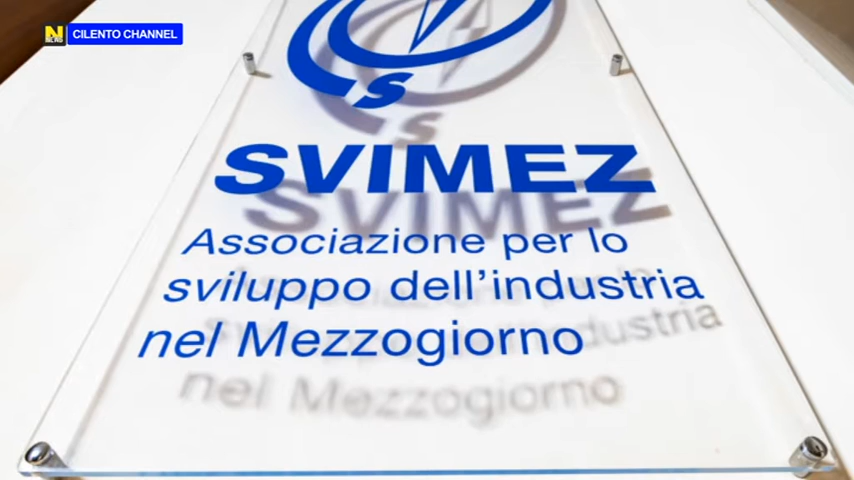 CILENTO CHANNEL
S
SVIMEZ
Associazione per lo
sviluppo dell'industria
nel Mezzogiorno